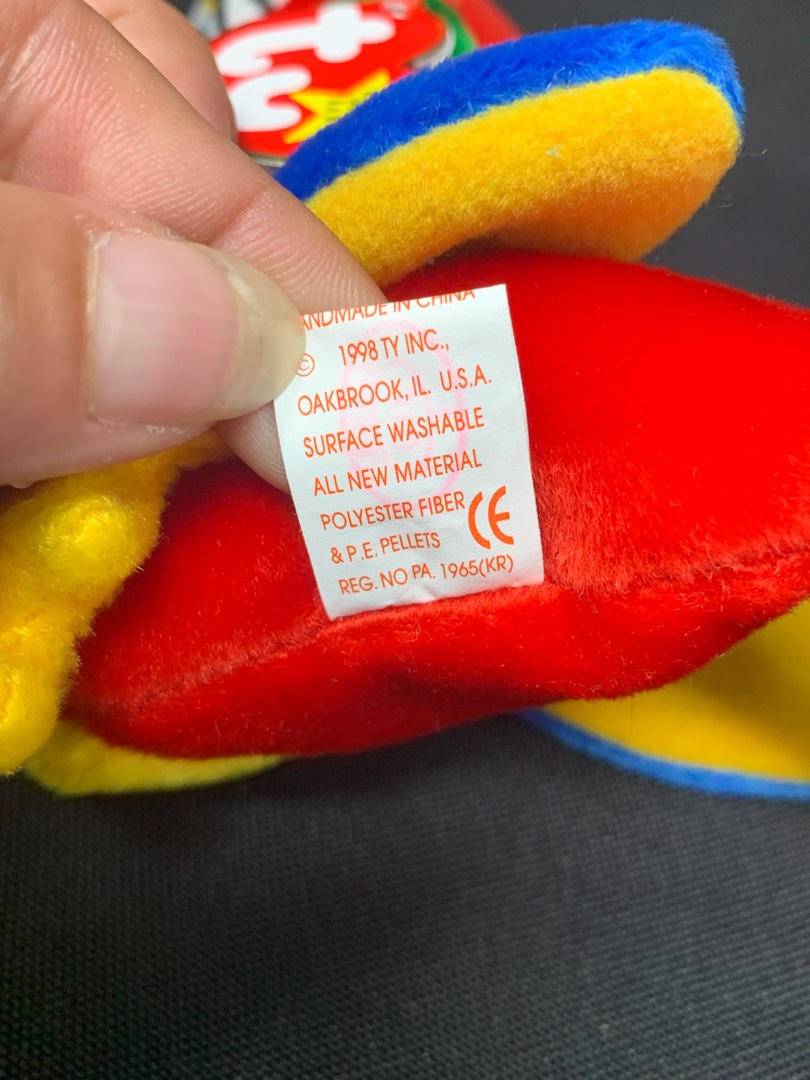 ty
ANDMADE IN CHINA
© 1998 TY INC.,
OAKBROOK, IL. U.S.A.
SURFACE WASHABLE
ALL NEW MATERIAL
POLYESTER FIBER CE
& P.E. PELLETS
REG. NO PA. 1965(KR)